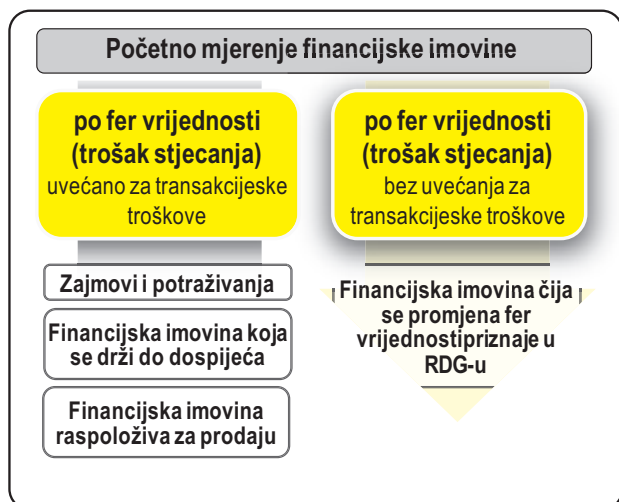 Početno mjerenje financijske imovine
po fer vrijednosti
(trošak stjecanja)
uvećano za transakcijeske
troškove
po fer vrijednosti
(trošak stjecanja)
bez uvećanja za
transakcijeske troškove
Zajmovi i potraživanja
Financijska imovina koja
se drži do dospijeća
Financijska imovina
raspoloživa za prodaju
Financijska imovina čija
se promjena fer
vrijednostipriznaje u
RDG-u